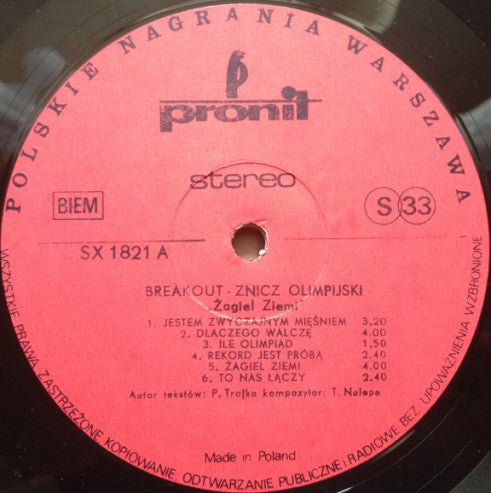 POLSKIE NAGRANIA WARSZAWA
pronit
stereo
BIEM
S 33
SX 1821 A
BREAKOUT - ZNICZ OLIMPIJSKI -
„Żagiel Ziemi"
1. JESTEM ZWYCZAJNYM MIĘŚNIEM 3,20
2. DLACZEGO WALCZĘ 4.00
3. ILE OLIMPIAD 1,50
4. REKORD JEST PRÓBĄ 2.40
5. ŻAGIEL ZIEMI 4.00
6. TO NAS ŁĄCZY 2.40
Autor tekstów: P. Trojka kompozytor: T. Nalepa
Made in Poland
WSZYSTKIE PRAWA ZASTRZEŻONE KOPIOWANIE, ODTWARZANIE PUBLICZNE i RADIOWE BEZ UPOWAŻNIENIA WZBRONIONE